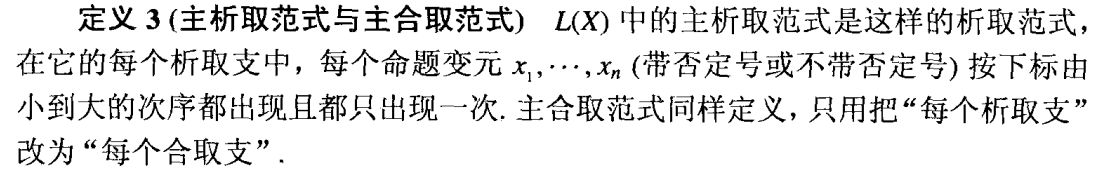 定义 3 (主析取范式与主合取范式) L(X) 中的主析取范式是这样的析取范式,
在它的每个析取支中，每个命题变元 x₁,⋯,xₙ (带否定号或不带否定号) 按下标由
小到大的次序都出现且都只出现一次. 主合取范式同样定义，只用把“每个析取支”
改为“每个合取支”.